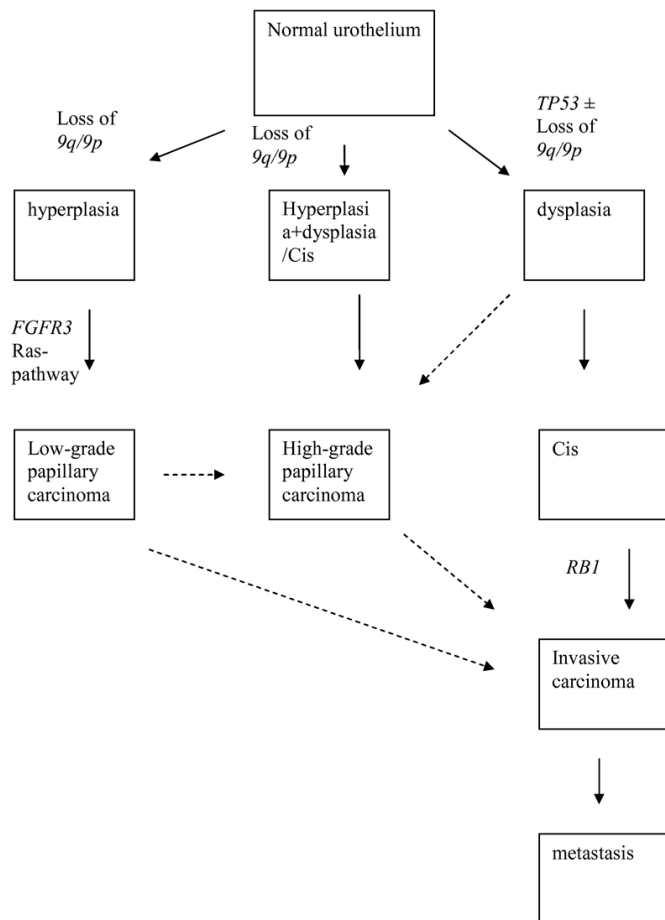 Normal urothelium
Loss of
9q/9p
Loss of
9q/9p
TP53 ±
Loss of
9q/9p
hyperplasia
Hyperplasi
a+dysplasia
/Cis
dysplasia
FGFR3
Ras-
pathway
Low-grade
papillary
carcinoma
High-grade
papillary
carcinoma
Cis
RB1
Invasive
carcinoma
metastasis